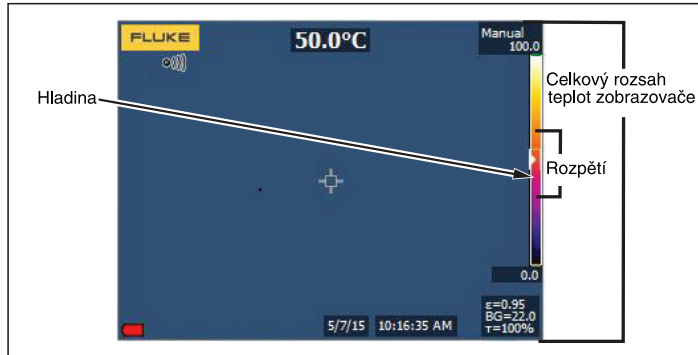 FLUKE
50.0°C
Manual
100.0
Hladina
Celkový rozsah
teplot zobrazovače
Rozpětí
0.0
ε=0.95
BG=22.0
τ=100%
5/7/15 10:16:35 AM